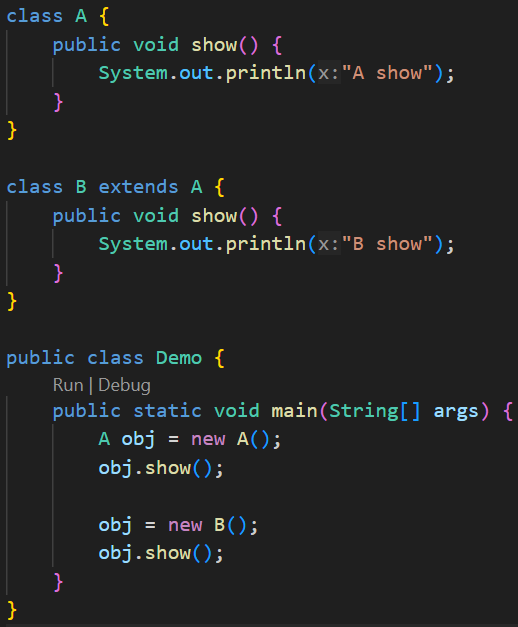 class A {
    public void show() {
        System.out.println(x:"A show");
    }
}

class B extends A {
    public void show() {
        System.out.println(x:"B show");
    }
}

public class Demo {
    Run | Debug
    public static void main(String[] args) {
        A obj = new A();
        obj.show();

        obj = new B();
        obj.show();
    }
}